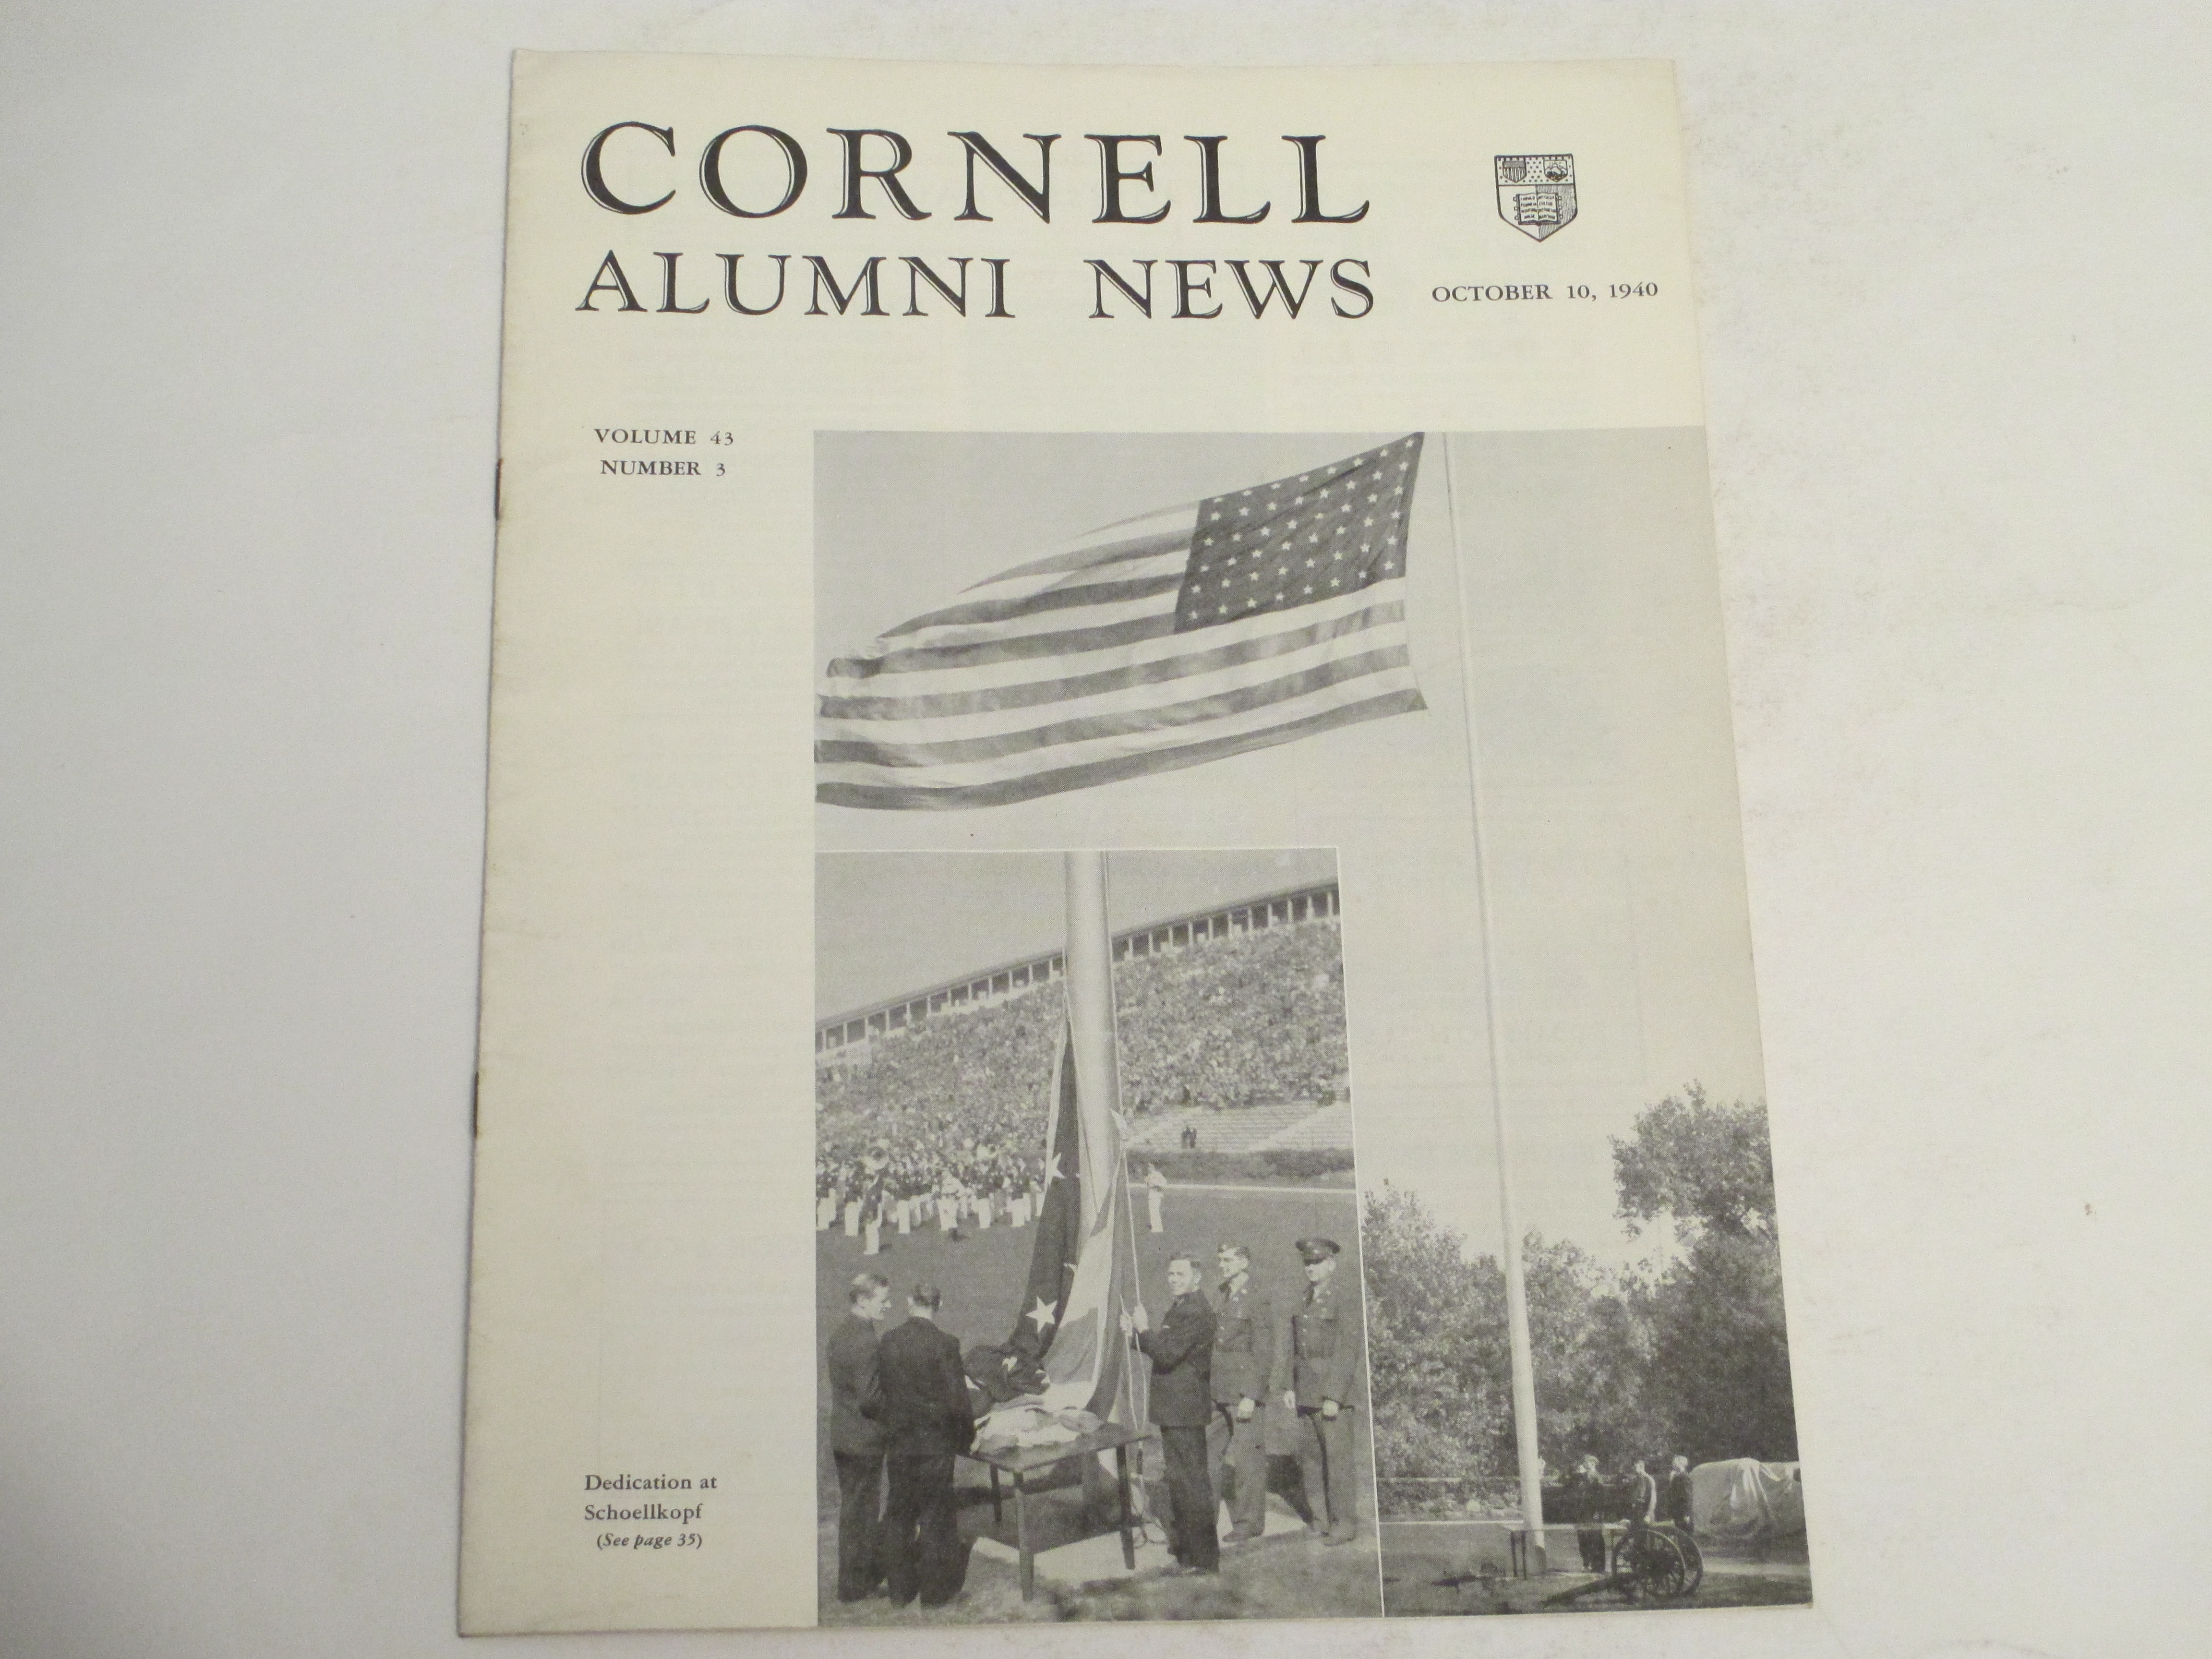 CORNELL
ALUMNI NEWS
OCTOBER 10, 1940
VOLUME 43
NUMBER 3
Dedication at
Schoellkopf
(See page 35)